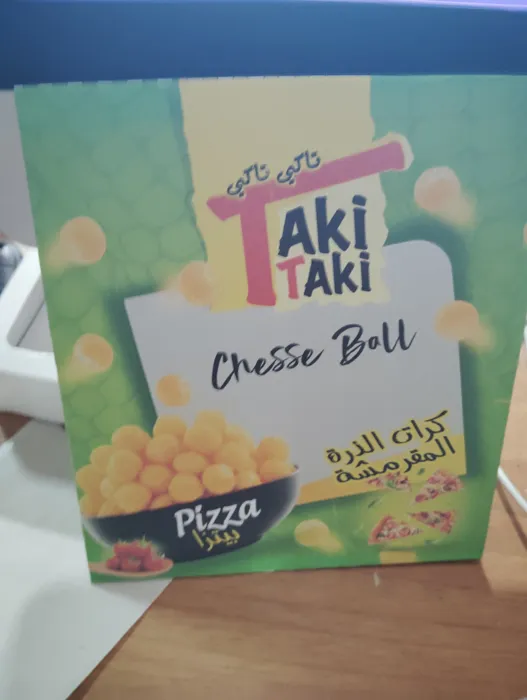 تاكي تاكي
TAKi
TAKi
Chesse Ball
كرات الذرة
المقرمشة
Pizza
بيتزا